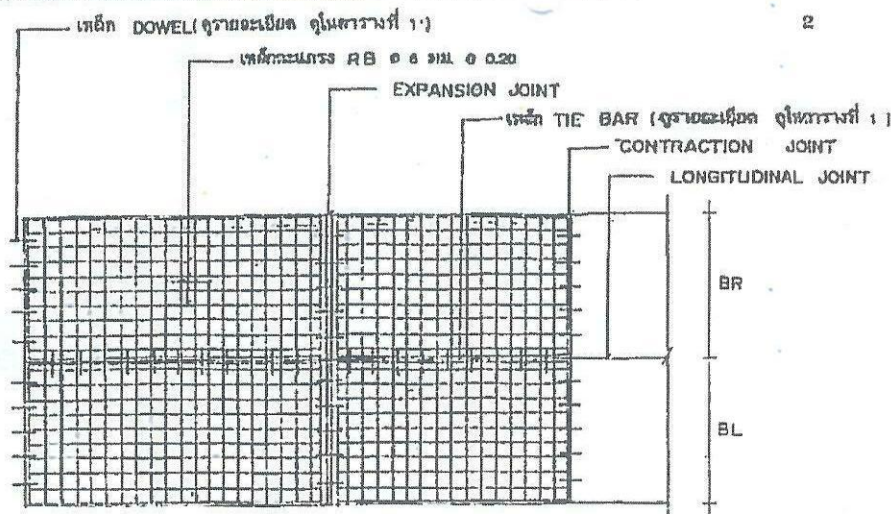 2
เหล็ก DOWEL(ดูรายละเอียด ดูในตารางที่ 1)
เหล็กตะแกรง RB ø 6 มม. @ 0.20
EXPANSION JOINT
เหล็ก TIE BAR (ดูรายละเอียด ดูในตารางที่ 1)
CONTRACTION JOINT
LONGITUDINAL JOINT
BR
BL